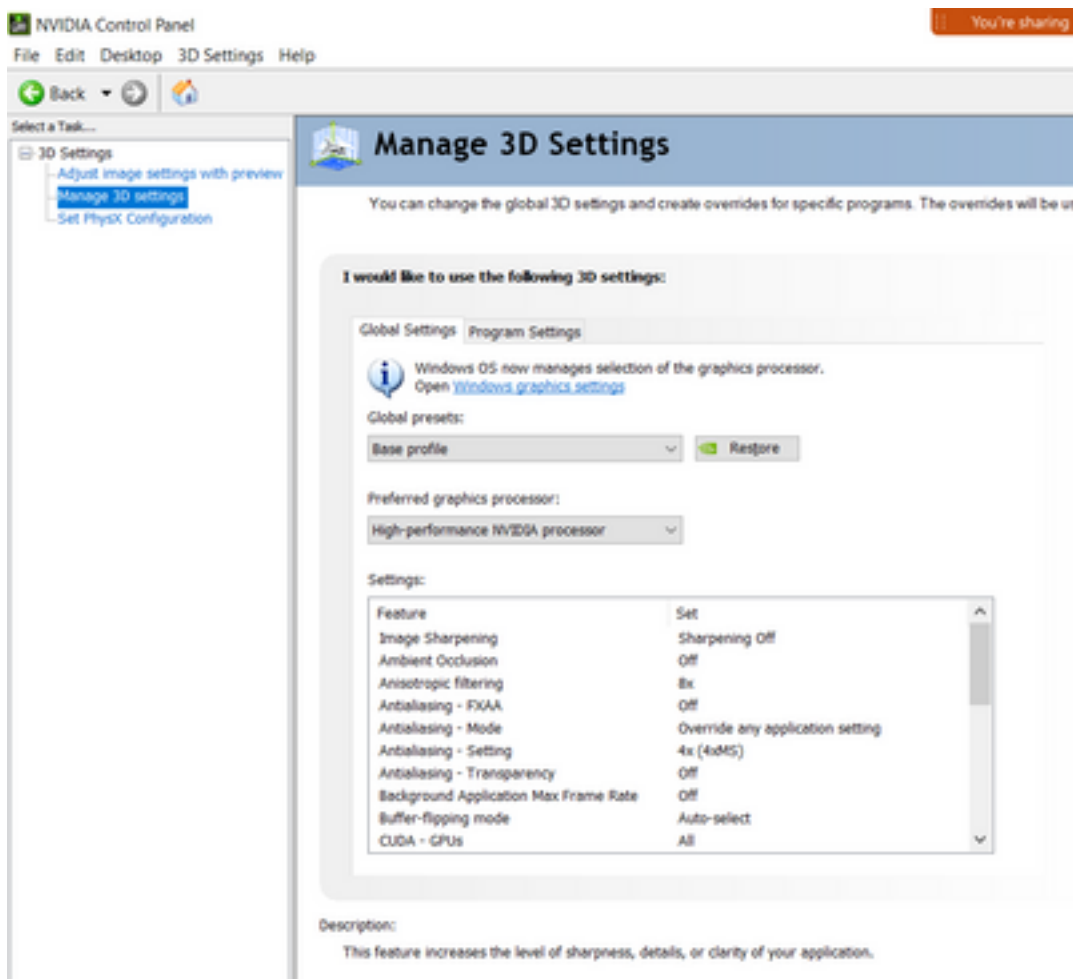 NVIDIA Control Panel
You're sharing
File Edit Desktop 3D Settings Help
Back
Select a Task...
3D Settings
Adjust image settings with preview
Manage 3D settings
Set PhysX Configuration
Manage 3D Settings
You can change the global 3D settings and create overrides for specific programs. The overrides will be us
I would like to use the following 3D settings:
Global Settings Program Settings
Windows OS now manages selection of the graphics processor.
Open Windows graphics settings
Global presets:
Base profile Restore
Preferred graphics processor:
High-performance NVIDIA processor
Settings:
Feature Set
Image Sharpening Sharpening Off
Ambient Occlusion Off
Anisotropic filtering 8x
Antialiasing - FXAA Off
Antialiasing - Mode Override any application setting
Antialiasing - Setting 4x (4xMS)
Antialiasing - Transparency Off
Background Application Max Frame Rate Off
Buffer-flipping mode Auto-select
CUDA - GPUs All
Description:
This feature increases the level of sharpness, details, or clarity of your application.